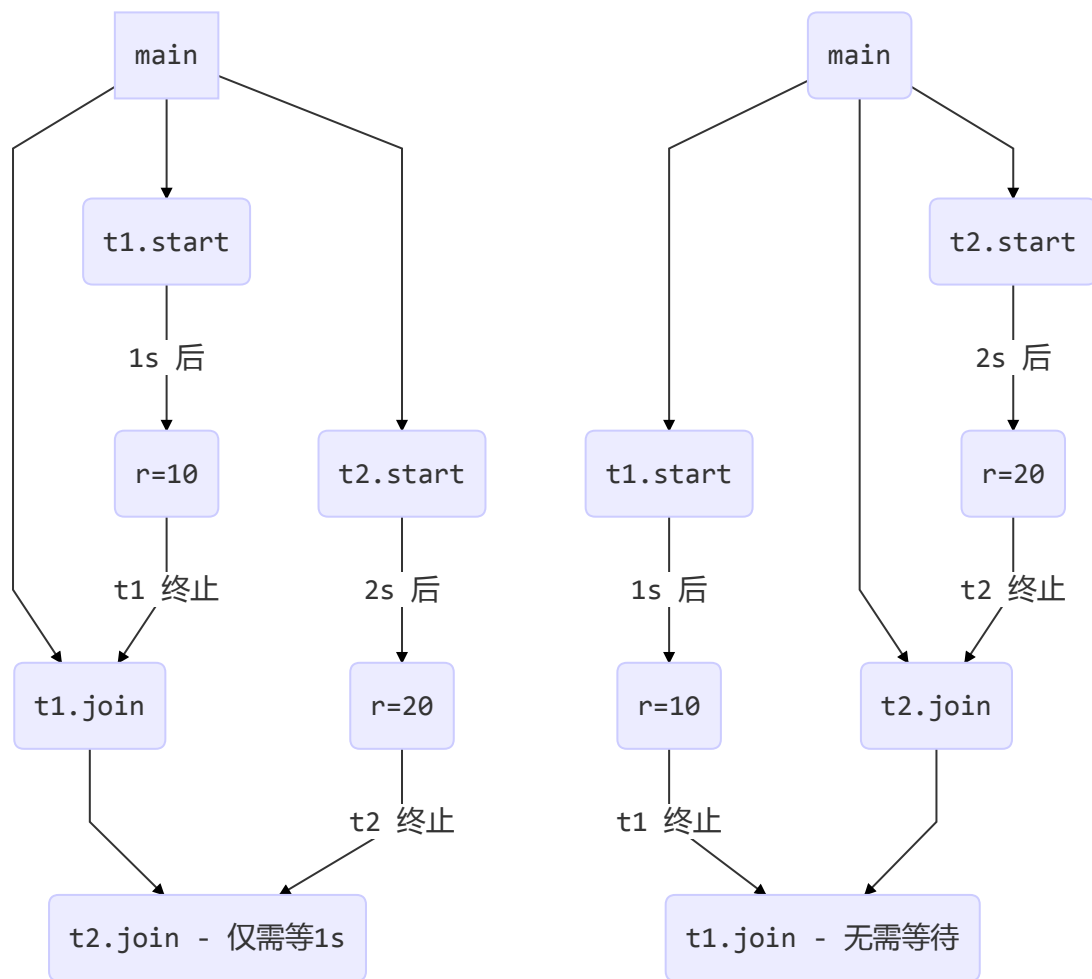 main
t1.start
1s 后
r=10
t2.start
t1 终止
2s 后
t1.join
r=20
t2 终止
t2.join - 仅需等1s
main
t2.start
2s 后
t1.start
r=20
1s 后
t2 终止
r=10
t2.join
t1 终止
t1.join - 无需等待